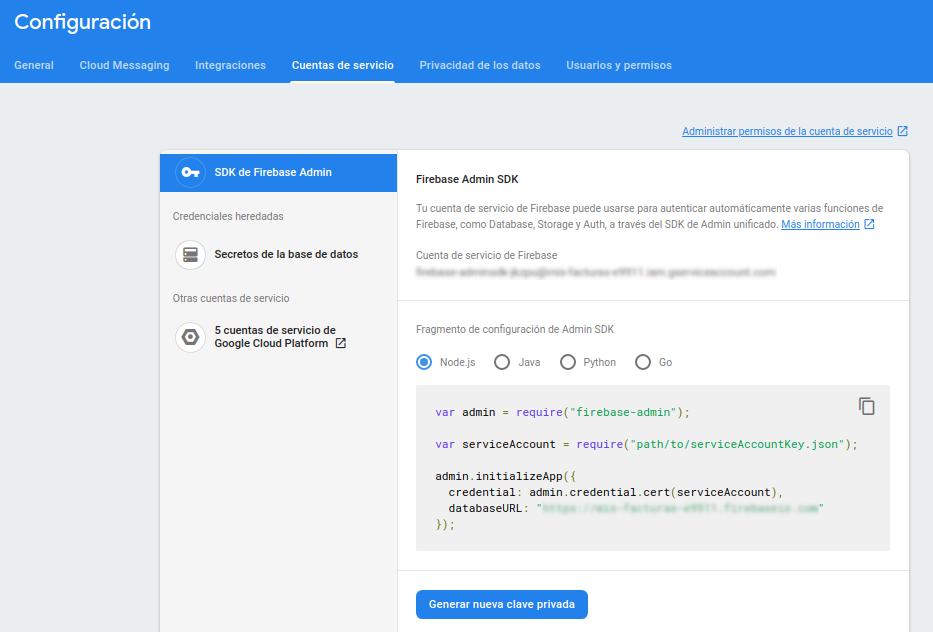 Configuración
General Cloud Messaging Integraciones Cuentas de servicio Privacidad de los datos Usuarios y permisos
Administrar permisos de la cuenta de servicio
SDK de Firebase Admin
Credenciales heredadas
Secretos de la base de datos
Otras cuentas de servicio
5 cuentas de servicio de
Google Cloud Platform
Firebase Admin SDK
Tu cuenta de servicio de Firebase puede usarse para autenticar automáticamente varias funciones de
Firebase, como Database, Storage y Auth, a través del SDK de Admin unificado. Más información
Cuenta de servicio de Firebase
Fragmento de configuración de Admin SDK
Node.js Java Python Go
var admin = require("firebase-admin");
var serviceAccount = require("path/to/serviceAccountKey.json");
admin.initializeApp({
  credential: admin.credential.cert(serviceAccount),
  databaseURL: " "
});
Generar nueva clave privada